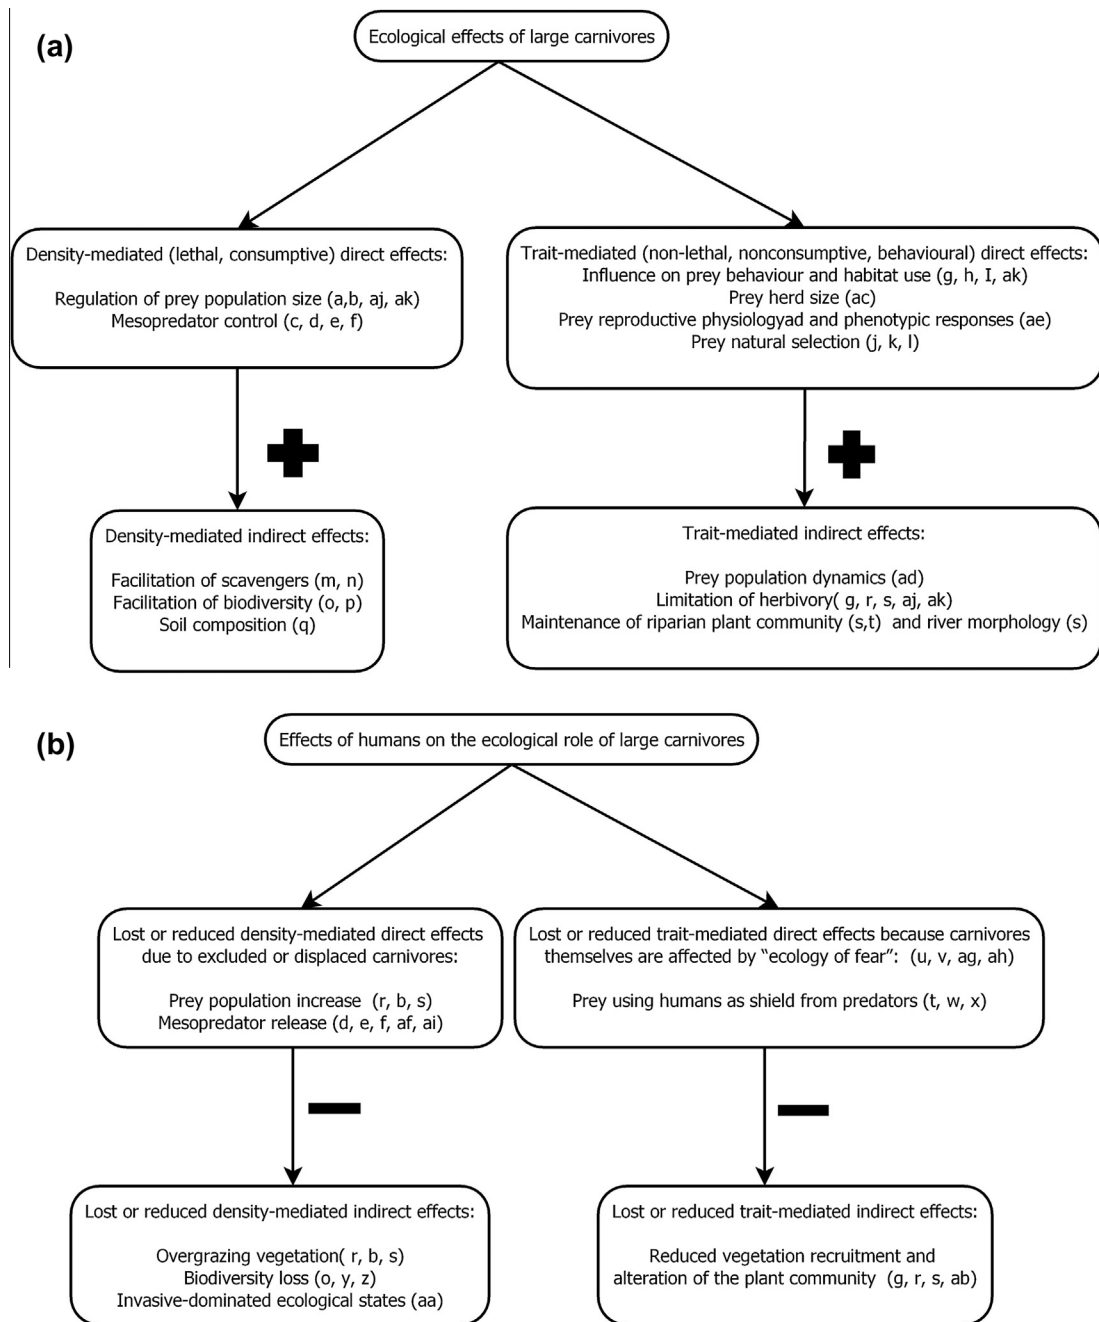 (a)
Ecological effects of large carnivores
Density-mediated (lethal, consumptive) direct effects:
Regulation of prey population size (a,b, aj, ak)
Mesopredator control (c, d, e, f)
Trait-mediated (non-lethal, nonconsumptive, behavioural) direct effects:
Influence on prey behaviour and habitat use (g, h, I, ak)
Prey herd size (ac)
Prey reproductive physiologyad and phenotypic responses (ae)
Prey natural selection (j, k, l)
Density-mediated indirect effects:
Facilitation of scavengers (m, n)
Facilitation of biodiversity (o, p)
Soil composition (q)
Trait-mediated indirect effects:
Prey population dynamics (ad)
Limitation of herbivory( g, r, s, aj, ak)
Maintenance of riparian plant community (s,t)  and river morphology (s)
(b)
Effects of humans on the ecological role of large carnivores
Lost or reduced density-mediated direct effects
due to excluded or displaced carnivores:
Prey population increase  (r, b, s)
Mesopredator release (d, e, f, af, ai)
Lost or reduced trait-mediated direct effects because carnivores
themselves are affected by “ecology of fear”:  (u, v, ag, ah)
Prey using humans as shield from predators (t, w, x)
Lost or reduced density-mediated indirect effects:
Overgrazing vegetation( r, b, s)
Biodiversity loss (o, y, z)
Invasive-dominated ecological states (aa)
Lost or reduced trait-mediated indirect effects:
Reduced vegetation recruitment and
alteration of the plant community  (g, r, s, ab)